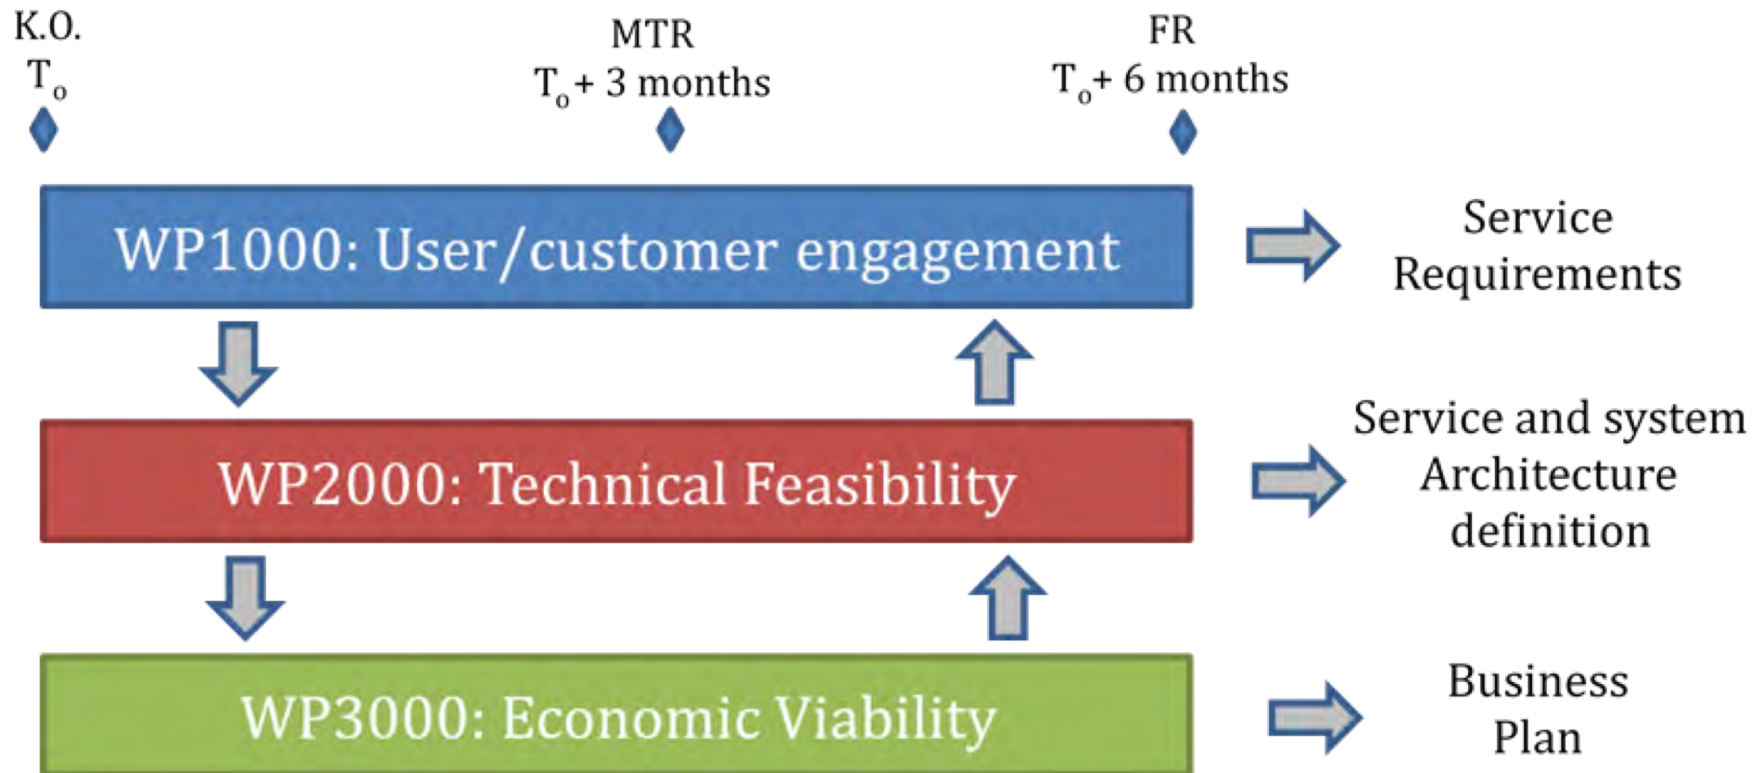 K.O.
To
MTR
To+ 3 months
FR
To+ 6 months
WP1000: User/customer engagement
Service
Requirements
WP2000: Technical Feasibility
Service and system
Architecture
definition
WP3000: Economic Viability
Business
Plan